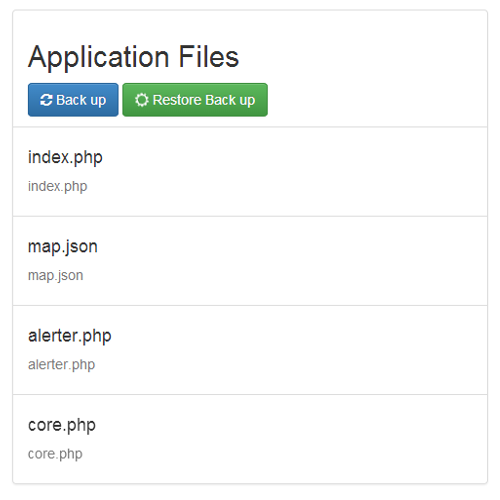 Application Files
Back up Restore Back up
index.php
index.php
map.json
map.json
alerter.php
alerter.php
core.php
core.php